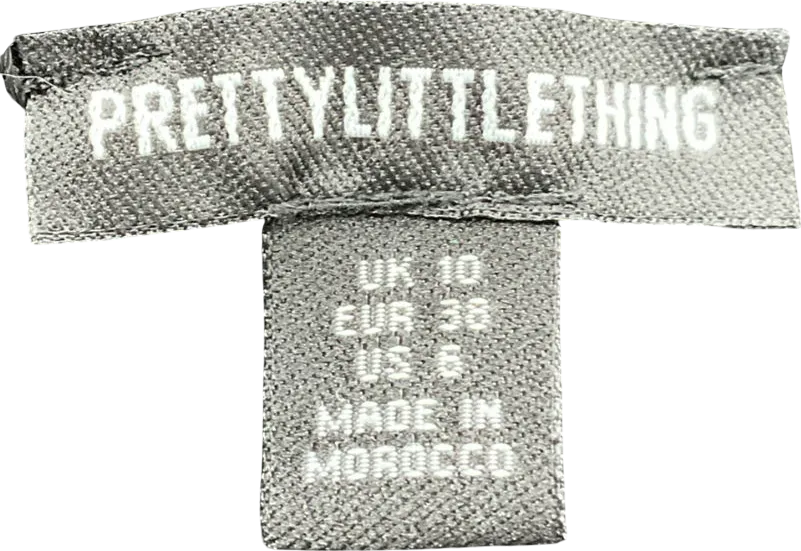 PRETTYLITTLETHING
UK 10
EUR 38
US 6
MADE IN
MOROCCO